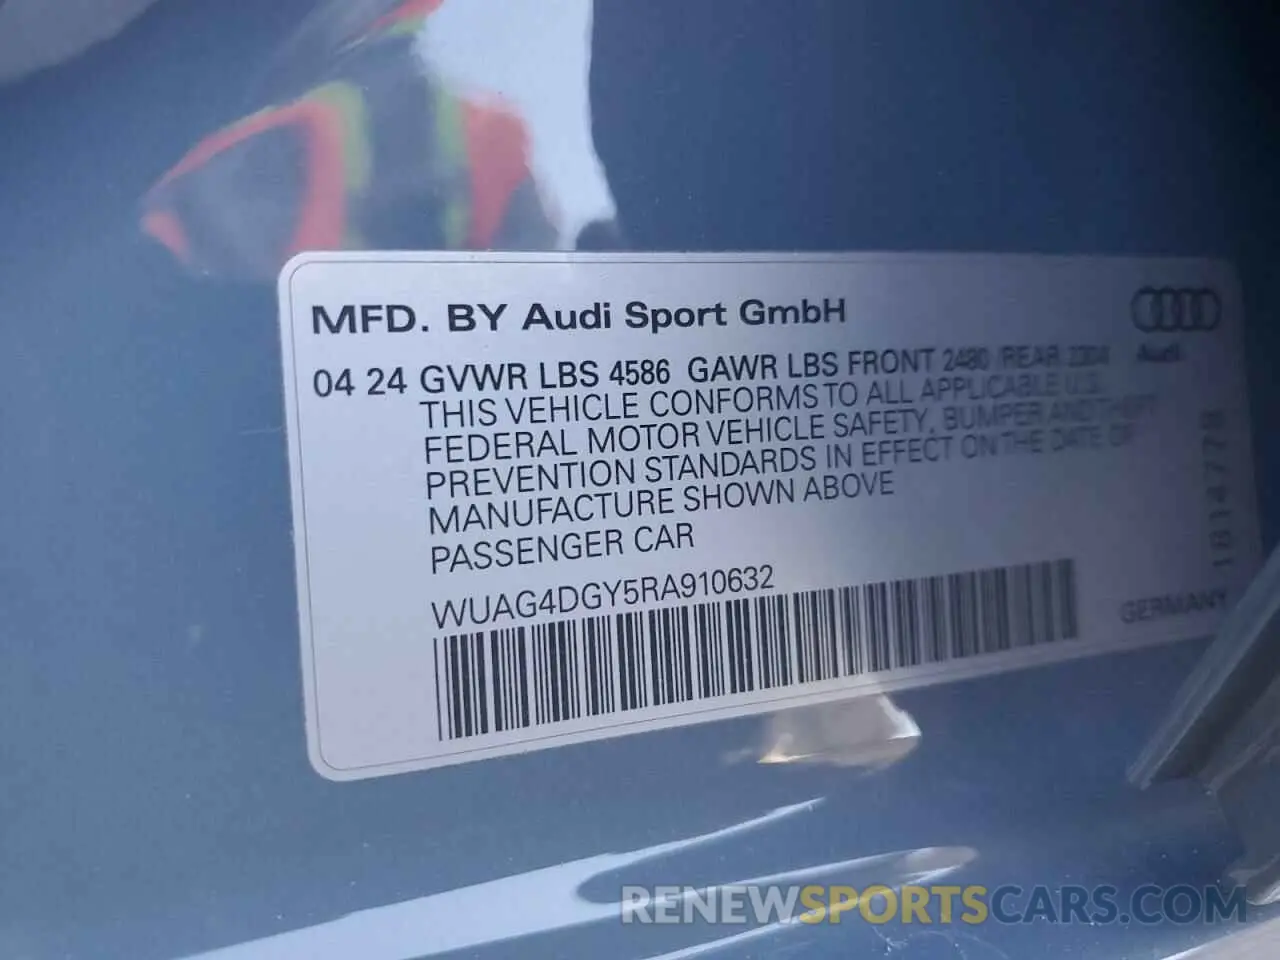 MFD. BY Audi Sport GmbH
Audi
04 24 GVWR LBS 4586 GAWR LBS FRONT 2480 REAR 2304
THIS VEHICLE CONFORMS TO ALL APPLICABLE U.S.
FEDERAL MOTOR VEHICLE SAFETY, BUMPER AND THEFT
PREVENTION STANDARDS IN EFFECT ON THE DATE OF
MANUFACTURE SHOWN ABOVE
PASSENGER CAR
WUAG4DGY5RA910632
GERMANY
RENEWSPORTSCARS.COM